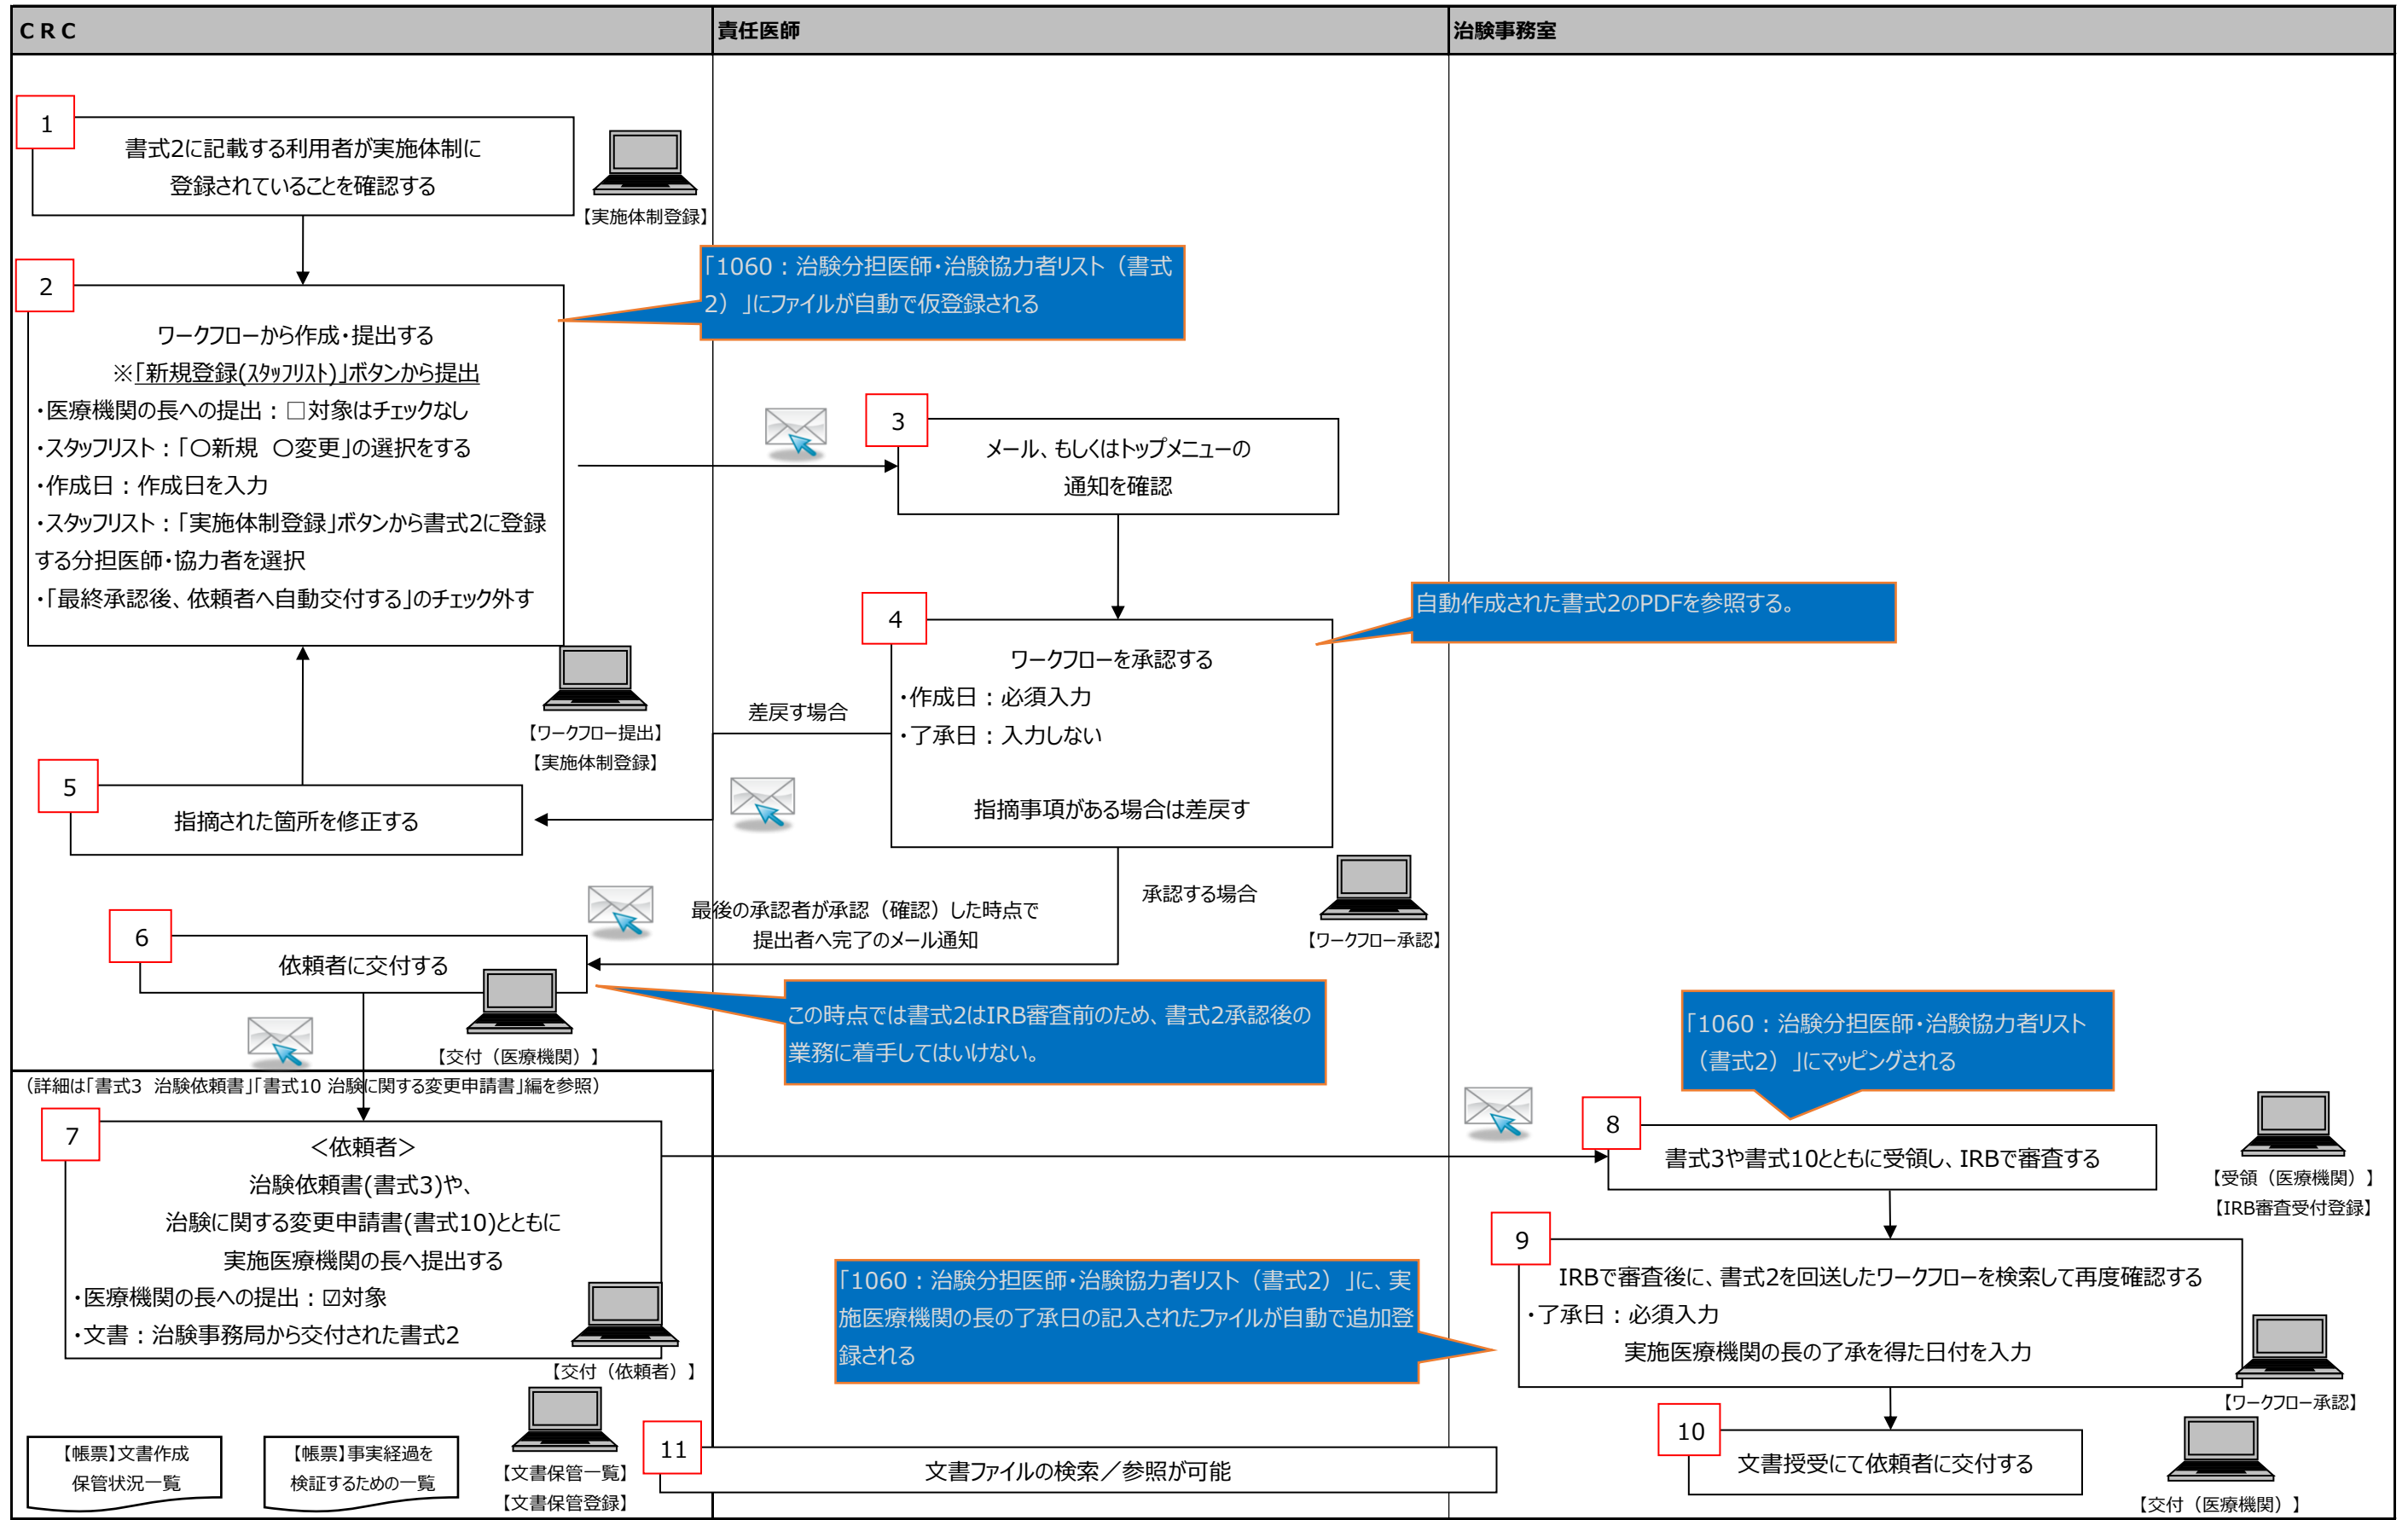 ＣＲＣ
責任医師
治験事務室
1
書式2に記載する利用者が実施体制に
登録されていることを確認する
【実施体制登録】
2
ワークフローから作成・提出する
※「新規登録(ｽﾀｯﾌﾘｽﾄ)」ボタンから提出
・医療機関の長への提出：□対象はチェックなし
・スタッフリスト：「〇新規　〇変更」の選択をする
・作成日：作成日を入力
・スタッフリスト：「実施体制登録」ボタンから書式2に登録
する分担医師・協力者を選択
・「最終承認後、依頼者へ自動交付する」のチェック外す
「1060：治験分担医師・治験協力者リスト（書式
2）」にファイルが自動で仮登録される
【ワークフロー提出】
【実施体制登録】
3
メール、もしくはトップメニューの
通知を確認
4
ワークフローを承認する
・作成日：必須入力
・了承日：入力しない
指摘事項がある場合は差戻す
自動作成された書式2のPDFを参照する。
差戻す場合
承認する場合
【ワークフロー承認】
5
指摘された箇所を修正する
最後の承認者が承認（確認）した時点で
提出者へ完了のメール通知
6
依頼者に交付する
【交付（医療機関）】
この時点では書式2はIRB審査前のため、書式2承認後の
業務に着手してはいけない。
（詳細は「書式3　治験依頼書」「書式10 治験に関する変更申請書」編を参照）
7
＜依頼者＞
治験依頼書(書式3)や、
治験に関する変更申請書(書式10)とともに
実施医療機関の長へ提出する
・医療機関の長への提出：☑対象
・文書：治験事務局から交付された書式2
【交付（依頼者）】
「1060：治験分担医師・治験協力者リスト
（書式2）」にマッピングされる
8
書式3や書式10とともに受領し、IRBで審査する
【受領（医療機関）】
【IRB審査受付登録】
9
IRBで審査後に、書式2を回送したワークフローを検索して再度確認する
・了承日：必須入力
実施医療機関の長の了承を得た日付を入力
【ワークフロー承認】
「1060：治験分担医師・治験協力者リスト（書式2）」に、実
施医療機関の長の了承日の記入されたファイルが自動で追加登
録される
10
文書授受にて依頼者に交付する
【交付（医療機関）】
11
文書ファイルの検索／参照が可能
【文書保管一覧】
【文書保管登録】
【帳票】文書作成
保管状況一覧
【帳票】事実経過を
検証するための一覧